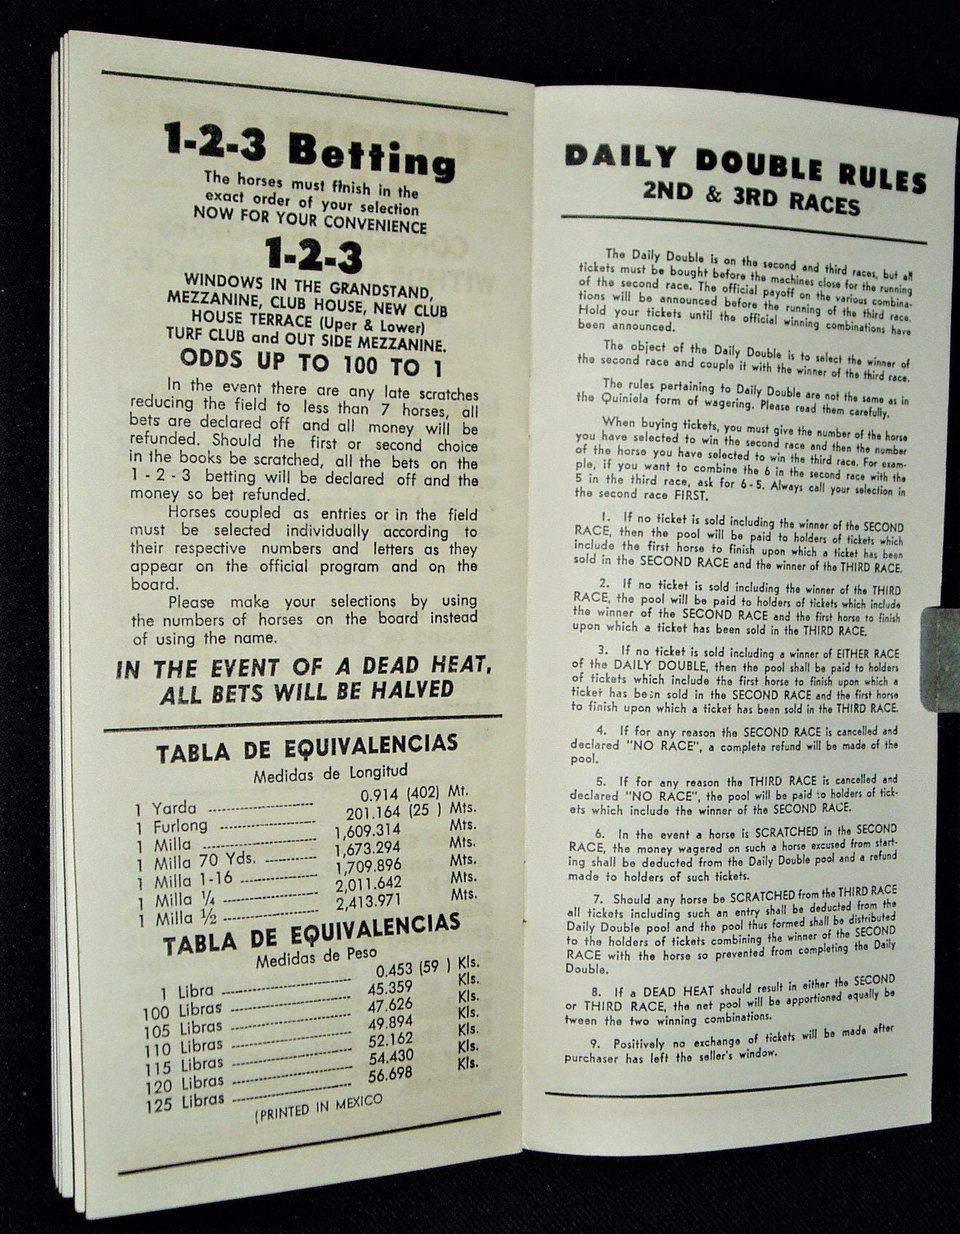 1-2-3 Betting
The horses must finish in the
exact order of your selection
NOW FOR YOUR CONVENIENCE
1-2-3
WINDOWS IN THE GRANDSTAND,
MEZZANINE, CLUB HOUSE, NEW CLUB
HOUSE TERRACE (Uper & Lower)
TURF CLUB and OUT SIDE MEZZANINE.
ODDS UP TO 100 TO 1
In the event there are any late scratches
reducing the field to less than 7 horses, all
bets are declared off and all money will be
refunded. Should the first or second choice
in the books be scratched, all the bets on the
1 - 2 - 3 betting will be declared off and the
money so bet refunded.
Horses coupled as entries or in the field
must be selected individually according to
their respective numbers and letters as they
appear on the official program and on the
board.
Please make your selections by using
the numbers of horses on the board instead
of using the name.
IN THE EVENT OF A DEAD HEAT,
ALL BETS WILL BE HALVED
TABLA DE EQUIVALENCIAS
Medidas de Longitud
1 Yarda 0.914 (402) Mt.
1 Furlong 201.164 (25 ) Mts.
1 Milla 1,609.314 Mts.
1 Milla 70 Yds. 1,673.294 Mts.
1 Milla 1-16 1,709.896 Mts.
1 Milla ¼ 2,011.642 Mts.
1 Milla ½ 2,413.971 Mts.
TABLA DE EQUIVALENCIAS
Medidas de Peso
1 Libra 0.453 (59 ) Kls.
100 Libras 45.359 Kls.
105 Libras 47.626 Kls.
110 Libras 49.894 Kls.
115 Libras 52.162 Kls.
120 Libras 54.430 Kls.
125 Libras 56.698 Kls.
(PRINTED IN MEXICO
DAILY DOUBLE RULES
2ND & 3RD RACES
The Daily Double is on the second and third races, but all
tickets must be bought before the machines close for the running
of the second race. The official payoff on the various combina-
tions will be announced before the running of the third race.
Hold your tickets until the official winning combinations have
been announced.
The object of the Daily Double is to select the winner of
the second race and couple it with the winner of the third race.
The rules pertaining to Daily Double are not the same as in
the Quiniela form of wagering. Please read them carefully.
When buying tickets, you must give the number of the horse
you have selected to win the second race and then the number
of the horse you have selected to win the third race. For exam-
ple, if you want to combine the 6 in the second race with the
5 in the third race, ask for 6-5. Always call your selection in
the second race FIRST.
1. If no ticket is sold including the winner of the SECOND
RACE, then the pool will be paid to holders of tickets which
include the first horse to finish upon which a ticket has been
sold in the SECOND RACE and the winner of the THIRD RACE.
2. If no ticket is sold including the winner of the THIRD
RACE, the pool will be paid to holders of tickets which include
the winner of the SECOND RACE and the first horse to finish
upon which a ticket has been sold in the THIRD RACE.
3. If no ticket is sold including a winner of EITHER RACE
of the DAILY DOUBLE, then the pool shall be paid to holders
of tickets which include the first horse to finish upon which a
ticket has been sold in the SECOND RACE and the first horse
to finish upon which a ticket has been sold in the THIRD RACE.
4. If for any reason the SECOND RACE is cancelled and
declared "NO RACE", a complete refund will be made of the
pool.
5. If for any reason the THIRD RACE is cancelled and
declared "NO RACE", the pool will be paid to holders of tick-
ets which include the winner of the SECOND RACE.
6. In the event a horse is SCRATCHED in the SECOND
RACE, the money wagered on such a horse excused from start-
ing shall be deducted from the Daily Double pool and a refund
made to holders of such tickets.
7. Should any horse be SCRATCHED from the THIRD RACE
all tickets including such an entry shall be deducted from the
Daily Double pool and the pool thus formed shall be distributed
to the holders of tickets combining the winner of the SECOND
RACE with the horse so prevented from completing the Daily
Double.
8. If a DEAD HEAT should result in either the SECOND
or THIRD RACE, the net pool will be apportioned equally be
tween the two winning combinations.
9. Positively no exchange of tickets will be made after
purchaser has left the seller's window.